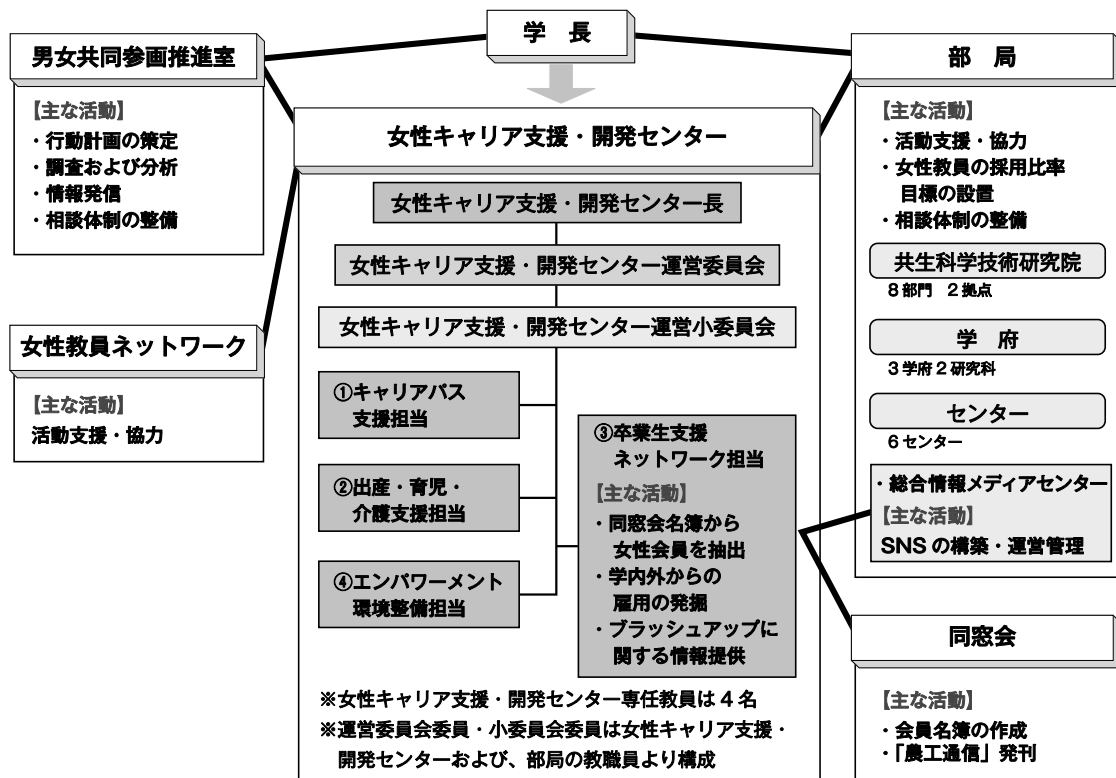 学 長
男女共同参画推進室
【主な活動】
・行動計画の策定
・調査および分析
・情報発信
・相談体制の整備
女性教員ネットワーク
【主な活動】
活動支援・協力
女性キャリア支援・開発センター
女性キャリア支援・開発センター長
女性キャリア支援・開発センター運営委員会
女性キャリア支援・開発センター運営小委員会
①キャリアパス
支援担当
②出産・育児・
介護支援担当
④エンパワーメント
環境整備担当
③卒業生支援
ネットワーク担当
【主な活動】
・同窓会名簿から
女性会員を抽出
・学内外からの
雇用の発掘
・ブラッシュアップに
関する情報提供
※女性キャリア支援・開発センター専任教員は4名
※運営委員会委員・小委員会委員は女性キャリア支援・
開発センターおよび、部局の教職員より構成
部 局
【主な活動】
・活動支援・協力
・女性教員の採用比率
目標の設置
・相談体制の整備
共生科学技術研究院
8部門 2拠点
学 府
3学府2研究科
センター
6センター
・総合情報メディアセンター
【主な活動】
SNSの構築・運営管理
同窓会
【主な活動】
・会員名簿の作成
・「農工通信」発刊